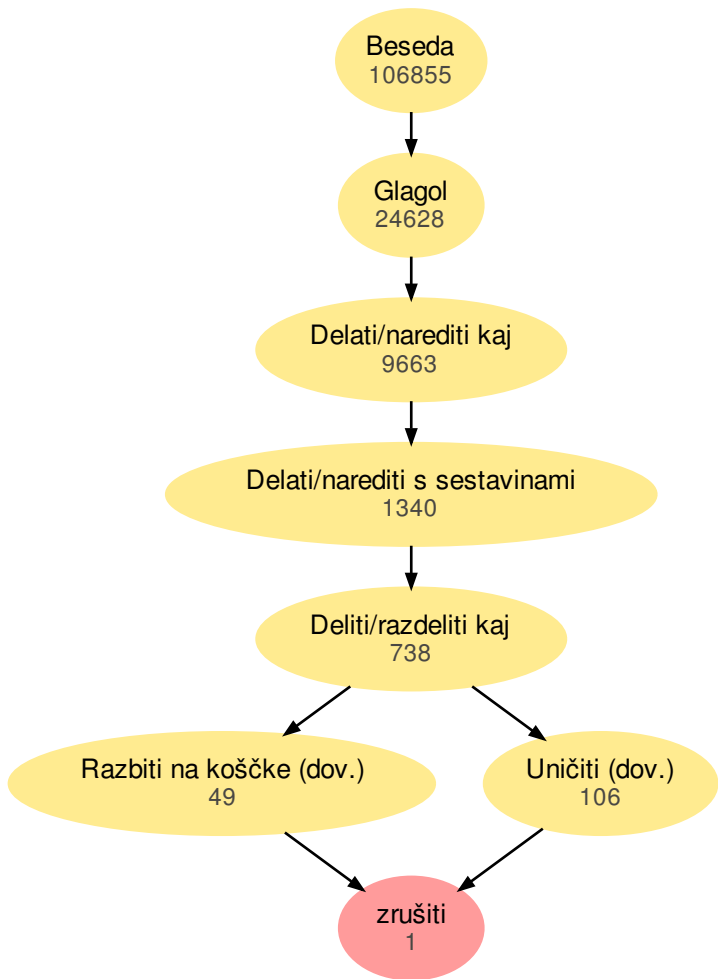 Beseda
106855
Glagol
24628
Delati/narediti kaj
9663
Delati/narediti s sestavinami
1340
Deliti/razdeliti kaj
738
Razbiti na koščke (dov.)
49
Uničiti (dov.)
106
zrušiti
1